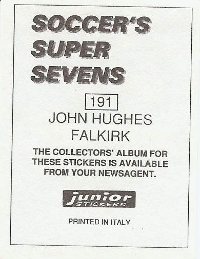 SOCCER'S
SUPER
SEVENS
191
JOHN HUGHES
FALKIRK
THE COLLECTORS' ALBUM FOR
THESE STICKERS IS AVAILABLE
FROM YOUR NEWSAGENT.
junior
STICKERS
PRINTED IN ITALY